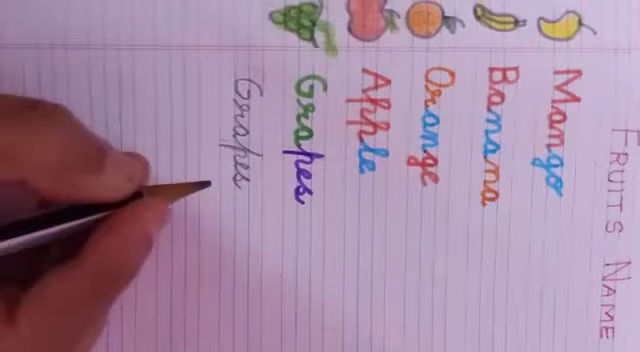 FRUITS NAME
Mango
Banana
Orange
Apple
Grapes
Grapes